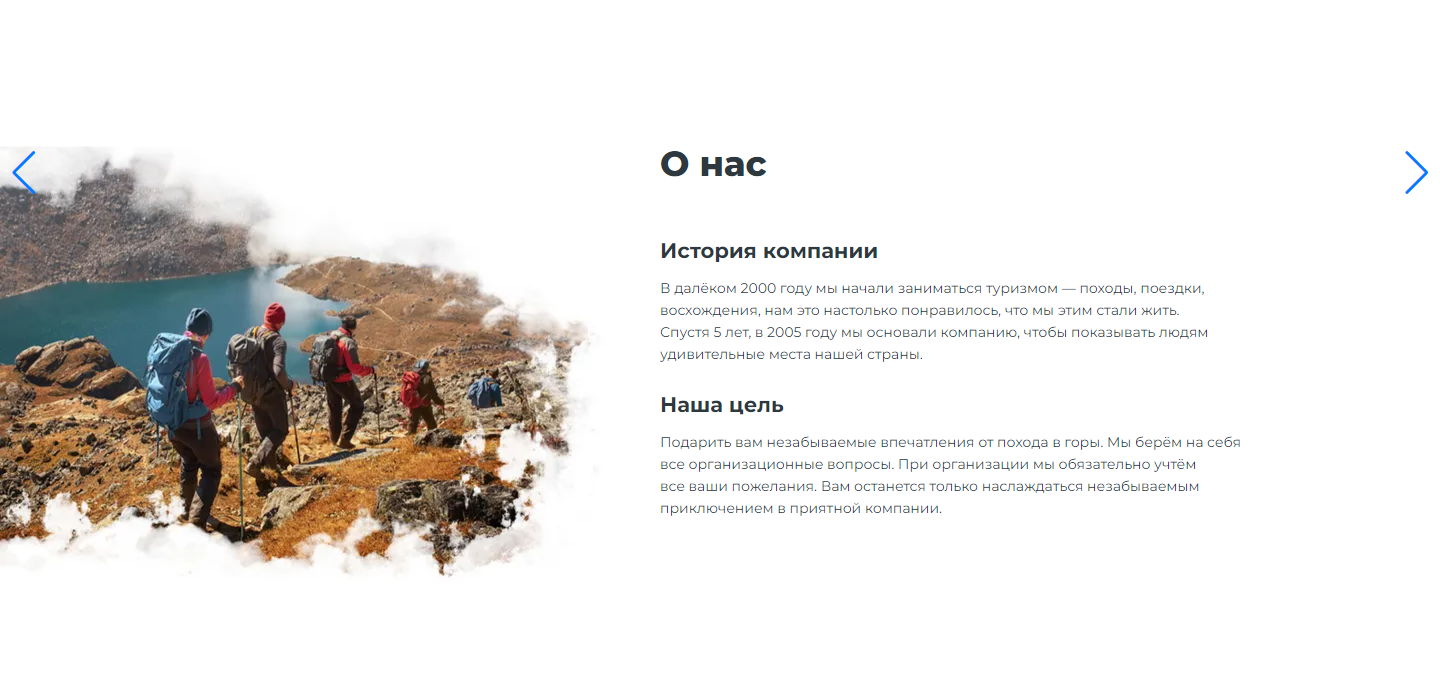 О нас
История компании
В далёком 2000 году мы начали заниматься туризмом — походы, поездки,
восхождения, нам это настолько понравилось, что мы этим стали жить.
Спустя 5 лет, в 2005 году мы основали компанию, чтобы показывать людям
удивительные места нашей страны.
Наша цель
Подарить вам незабываемые впечатления от похода в горы. Мы берём на себя
все организационные вопросы. При организации мы обязательно учтём
все ваши пожелания. Вам останется только наслаждаться незабываемым
приключением в приятной компании.